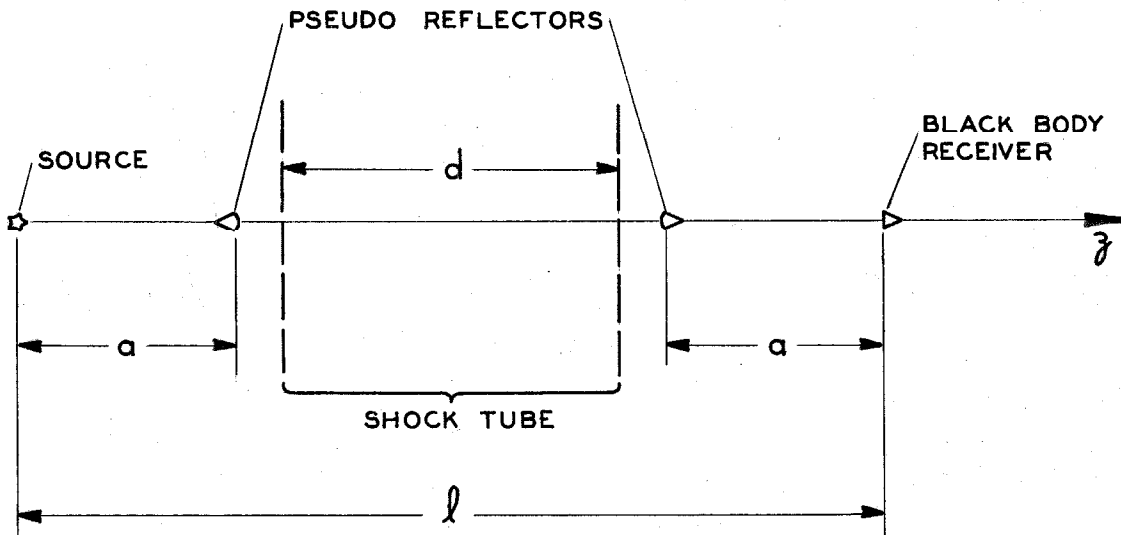 PSEUDO REFLECTORS
BLACK BODY
RECEIVER
SOURCE
d
z
a
a
SHOCK TUBE
l